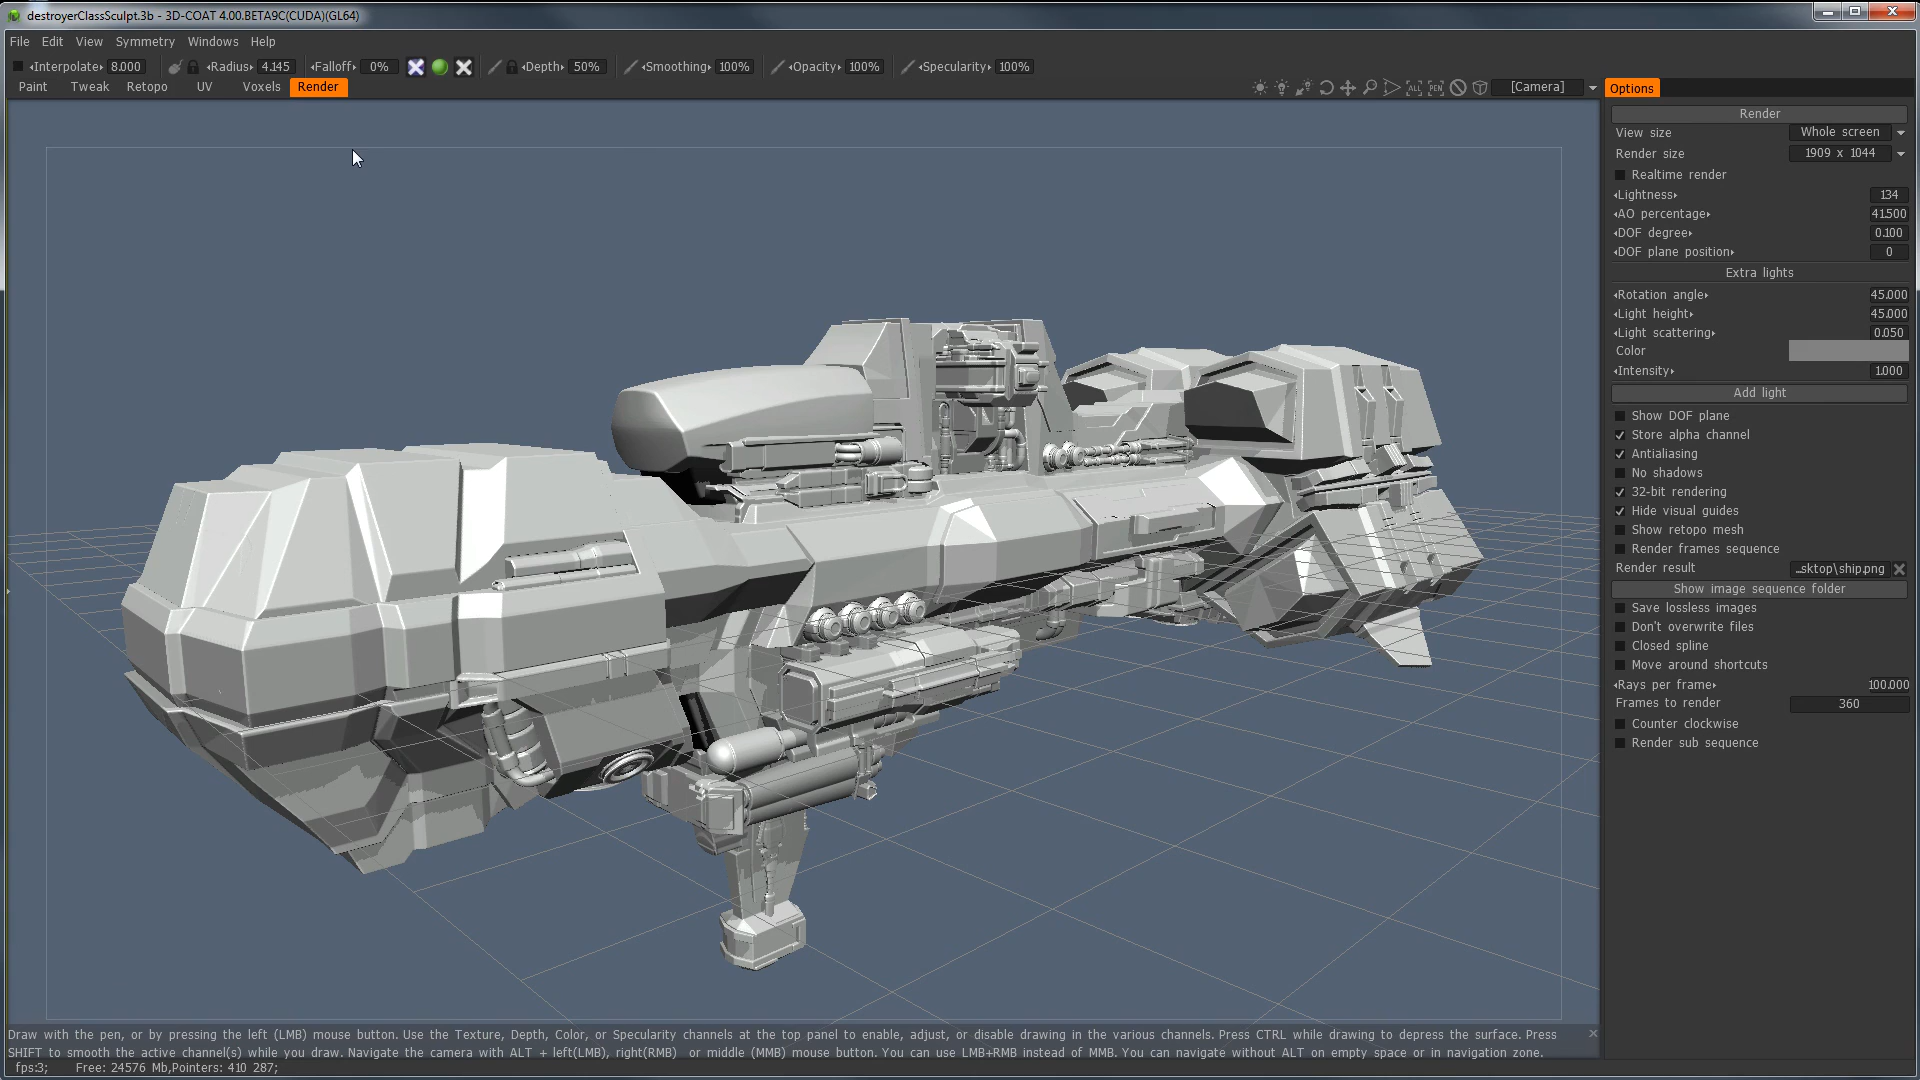 destroyerClassSculpt.3b - 3D-COAT 4.00.BETA9C(CUDA)(GL64)
File Edit View Symmetry Windows Help
Interpolate 8.000 Radius 4.145 Falloff 0% Depth 50% Smoothing 100% Opacity 100% Specularity 100%
Paint Tweak Retopo UV Voxels Render ALL PEN [Camera] Options
Render
View size Whole screen
Render size 1909 x 1044
Realtime render
Lightness 134
AO percentage 41.500
DOF degree 0.100
DOF plane position 0
Extra lights
Rotation angle 45.000
Light height 45.000
Light scattering 0.050
Color
Intensity 1.000
Add light
Show DOF plane
Store alpha channel
Antialiasing
No shadows
32-bit rendering
Hide visual guides
Show retopo mesh
Render frames sequence
Render result ...sktop\ship.png
Show image sequence folder
Save lossless images
Don't overwrite files
Closed spline
Move around shortcuts
Rays per frame 100.000
Frames to render 360
Counter clockwise
Render sub sequence
Draw with the pen, or by pressing the left (LMB) mouse button. Use the Texture, Depth, Color, or Specularity channels at the top panel to enable, adjust, or disable drawing in the various channels. Press CTRL while drawing to depress the surface. Press
SHIFT to smooth the active channel(s) while you draw. Navigate the camera with ALT + left(LMB), right(RMB) or middle (MMB) mouse button. You can use LMB+RMB instead of MMB. You can navigate without ALT on empty space or in navigation zone.
fps:3; Free: 24576 Mb,Pointers: 410 287;